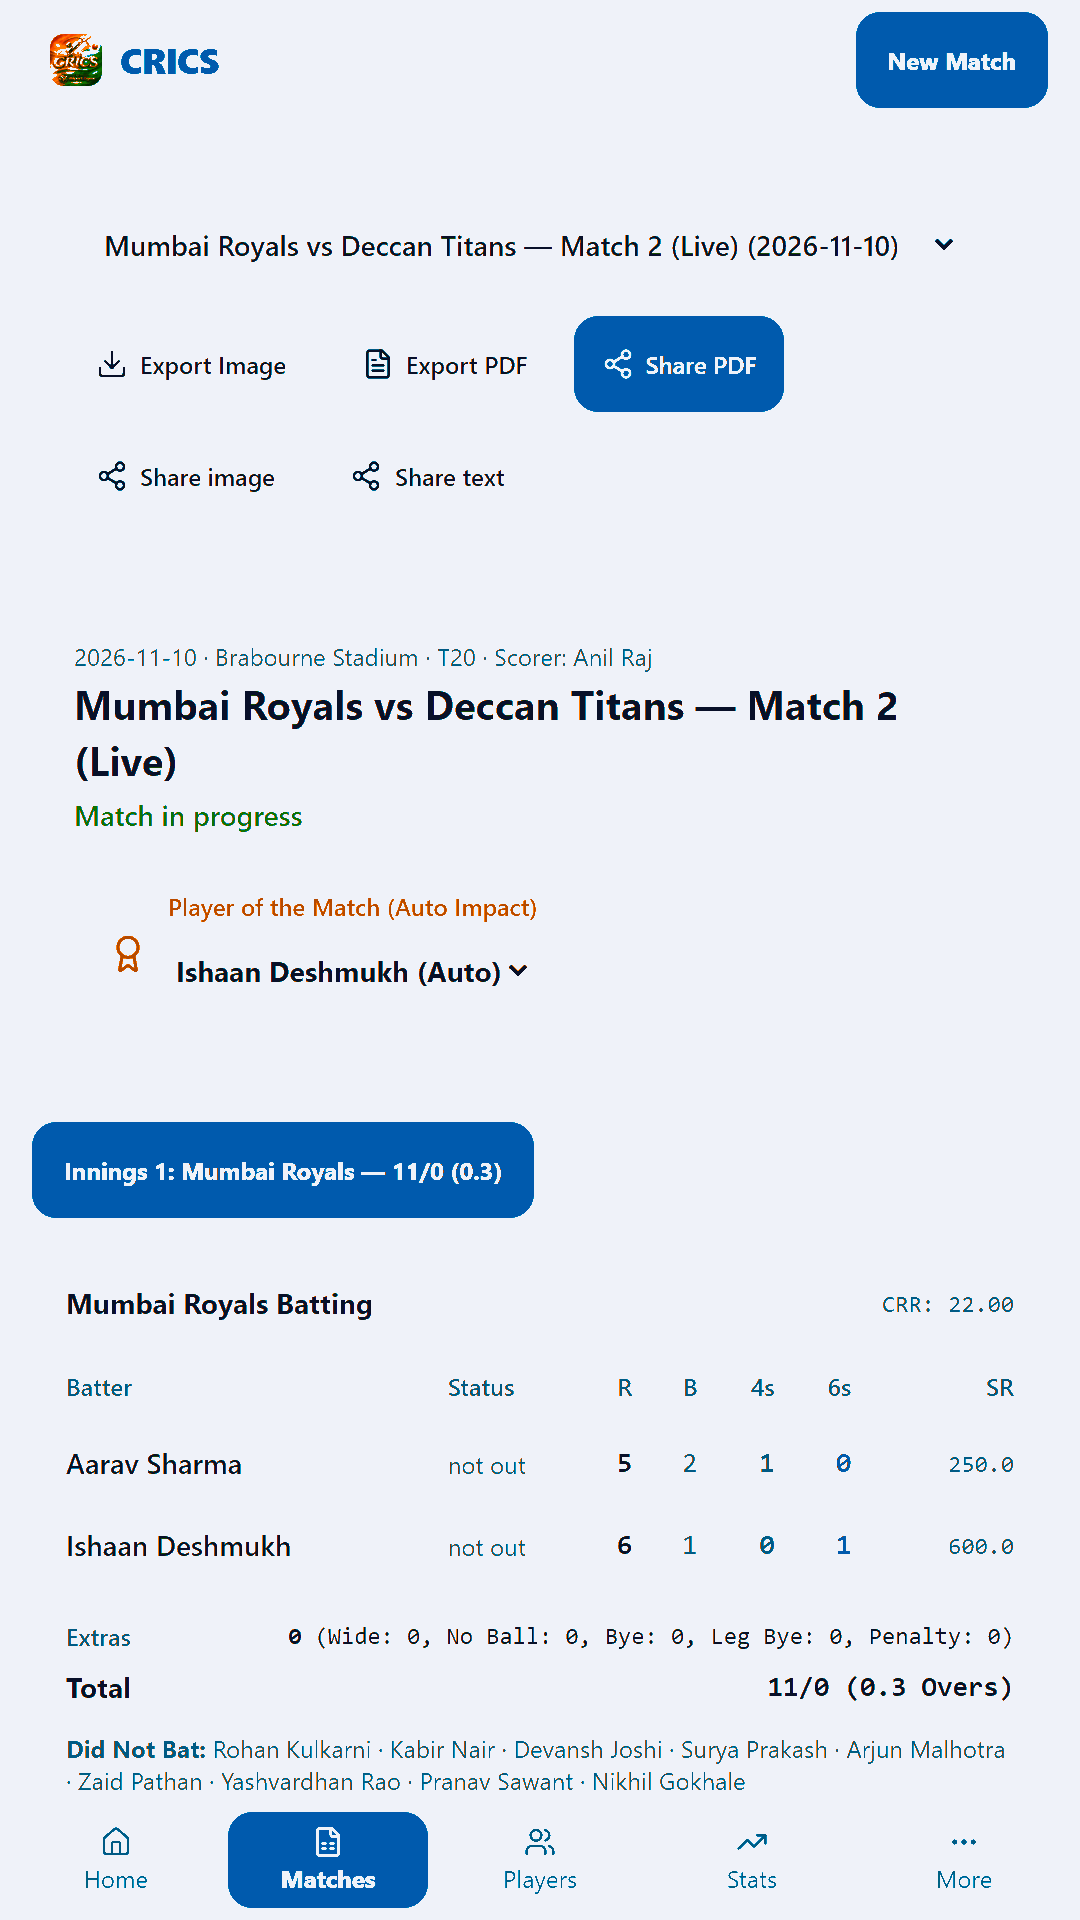 CRICS
CRICS
New Match
Mumbai Royals vs Deccan Titans — Match 2 (Live) (2026-11-10)
Export Image
Export PDF
Share PDF
Share image
Share text
2026-11-10 · Brabourne Stadium · T20 · Scorer: Anil Raj
Mumbai Royals vs Deccan Titans — Match 2
(Live)
Match in progress
Player of the Match (Auto Impact)
Ishaan Deshmukh (Auto)
Innings 1: Mumbai Royals — 11/0 (0.3)
Mumbai Royals Batting CRR: 22.00
Batter Status R B 4s 6s SR
Aarav Sharma not out 5 2 1 0 250.0
Ishaan Deshmukh not out 6 1 0 1 600.0
Extras 0 (Wide: 0, No Ball: 0, Bye: 0, Leg Bye: 0, Penalty: 0)
Total 11/0 (0.3 Overs)
Did Not Bat: Rohan Kulkarni · Kabir Nair · Devansh Joshi · Surya Prakash · Arjun Malhotra
· Zaid Pathan · Yashvardhan Rao · Pranav Sawant · Nikhil Gokhale
Home Matches Players Stats More